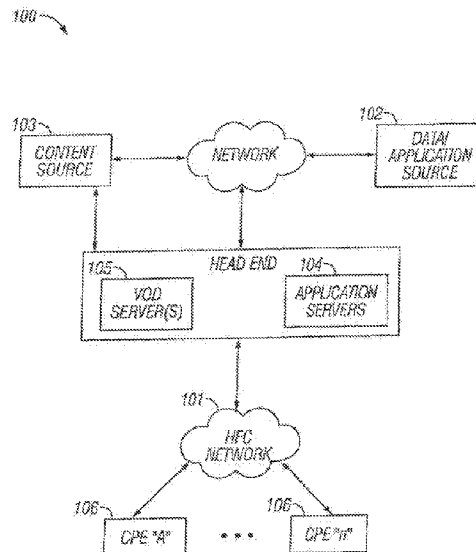 100
103
102
CONTENT
SOURCE
NETWORK
DATA/
APPLICATION
SOURCE
HEAD END
105
104
VOD
SERVER(S)
APPLICATION
SERVERS
101
HFC
NETWORK
106
106
CPE "A"
• • •
CPE "n"